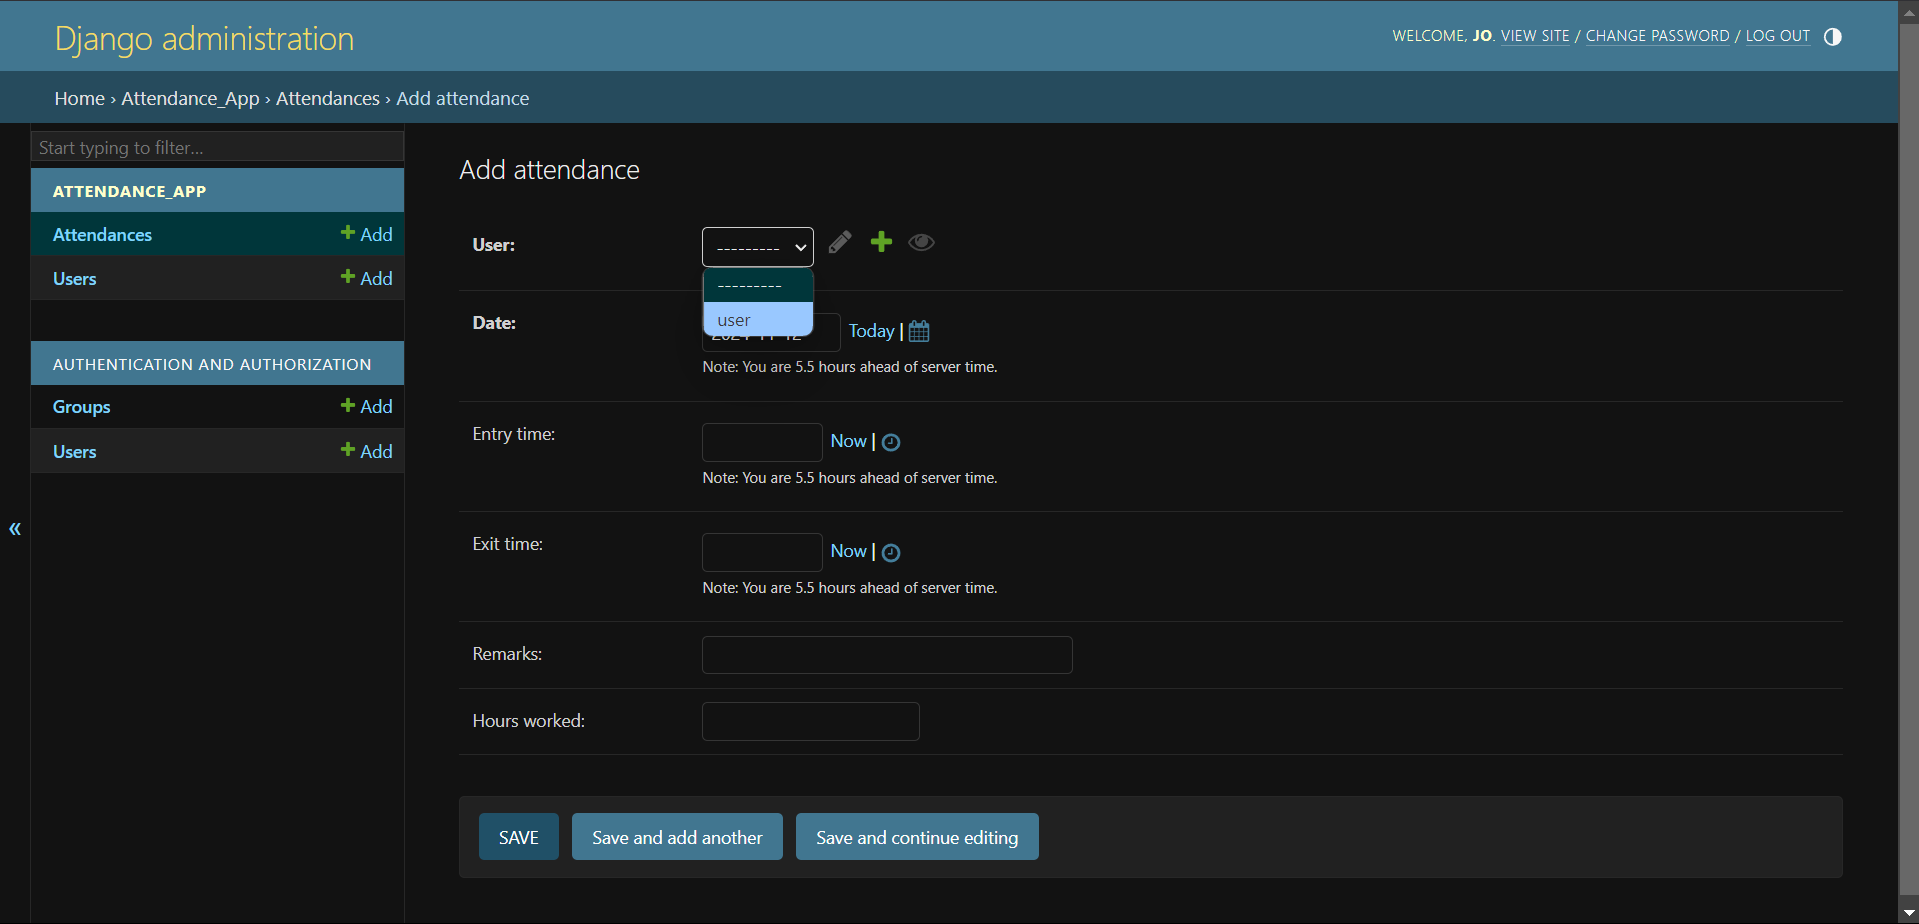 Django administration
WELCOME, JO. VIEW SITE / CHANGE PASSWORD / LOG OUT
Home › Attendance_App › Attendances › Add attendance
Start typing to filter…
ATTENDANCE_APP
Attendances + Add
Users + Add
AUTHENTICATION AND AUTHORIZATION
Groups + Add
Users + Add
«
Add attendance
User:
---------
---------
user
Date:
2024-11-12
Today |
Note: You are 5.5 hours ahead of server time.
Entry time:
Now |
Note: You are 5.5 hours ahead of server time.
Exit time:
Now |
Note: You are 5.5 hours ahead of server time.
Remarks:
Hours worked:
SAVE
Save and add another
Save and continue editing